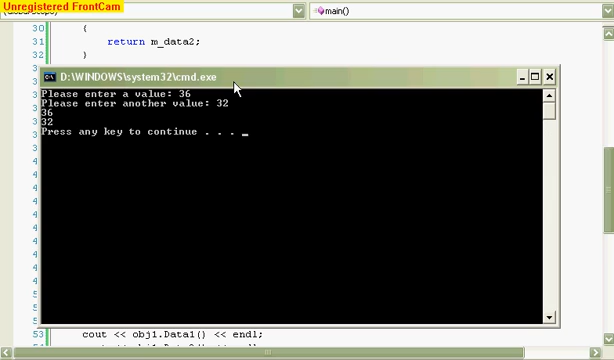 Unregistered FrontCam
main()
30 {
31 return m_data2;
32 }
D:\WINDOWS\system32\cmd.exe
Please enter a value: 36
Please enter another value: 32
36
32
Press any key to continue . . . _
53 cout << obj1.Data1() << endl;